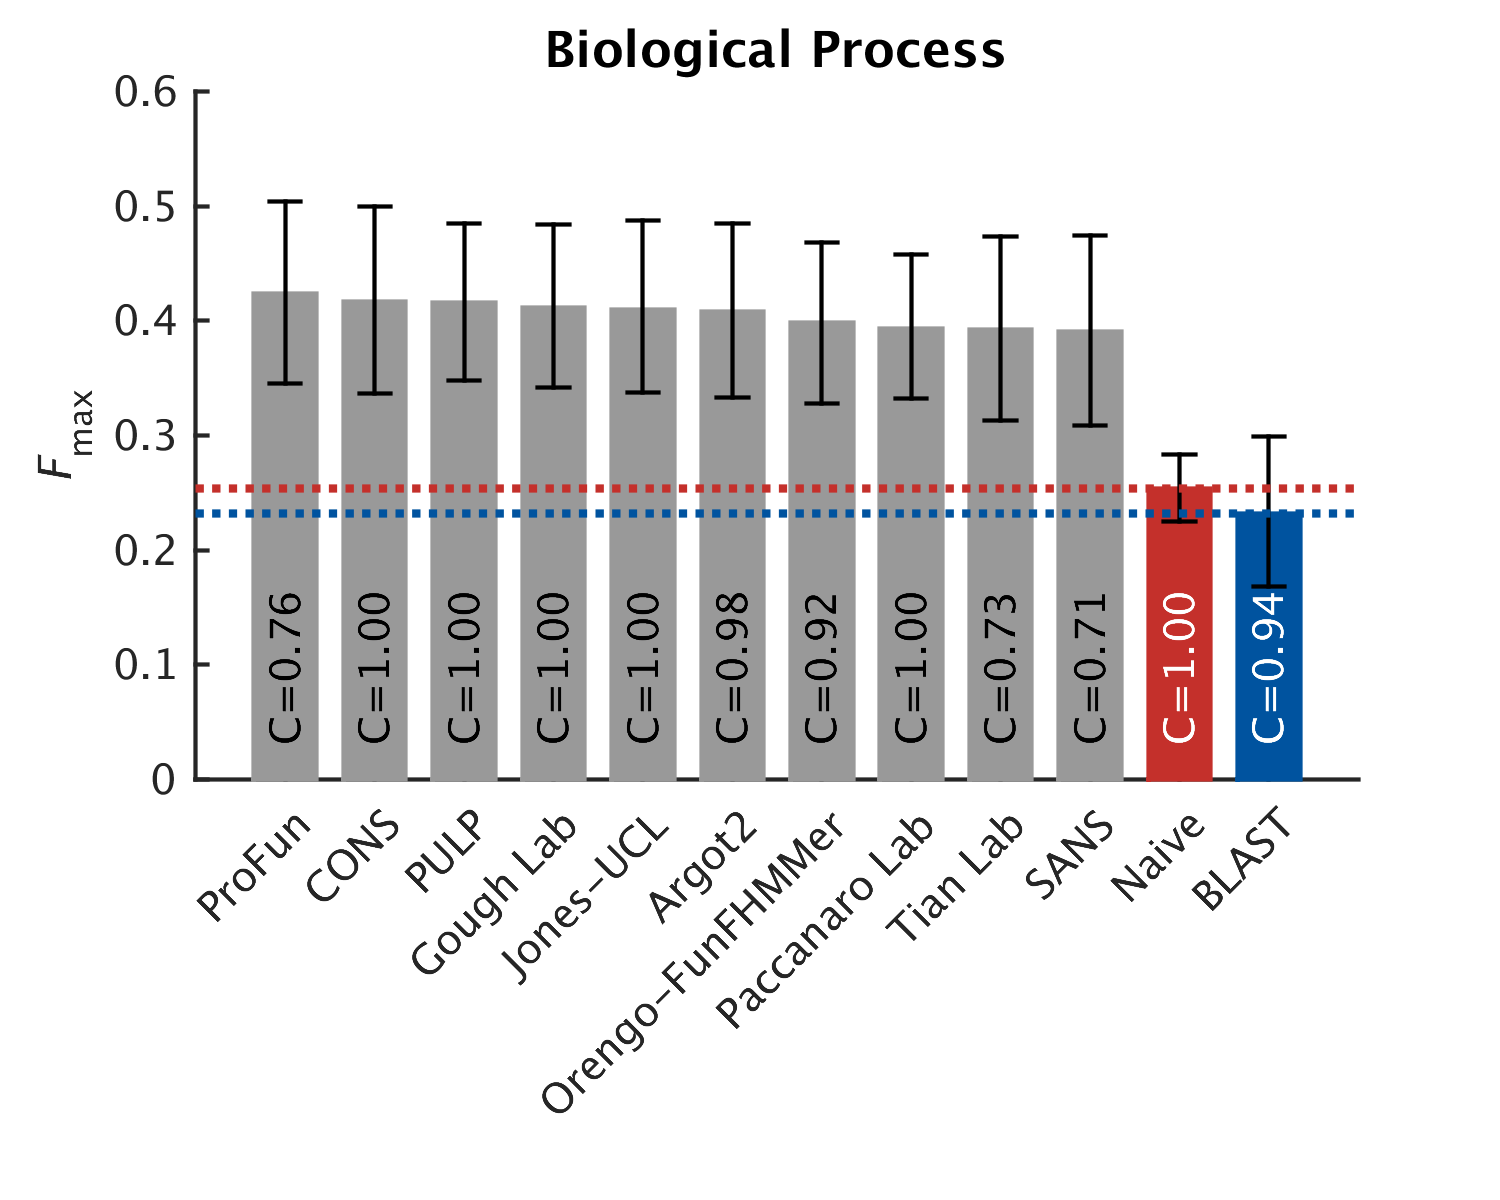 Biological Process
0.6
0.5
0.4
0.3
0.2
0.1
0
Fmax
C=0.76
C=1.00
C=1.00
C=1.00
C=1.00
C=0.98
C=0.92
C=1.00
C=0.73
C=0.71
C=1.00
C=0.94
ProFun
CONS
PULP
Gough Lab
Jones-UCL
Argot2
Orengo-FunFHMMer
Paccanaro Lab
Tian Lab
SANS
Naive
BLAST